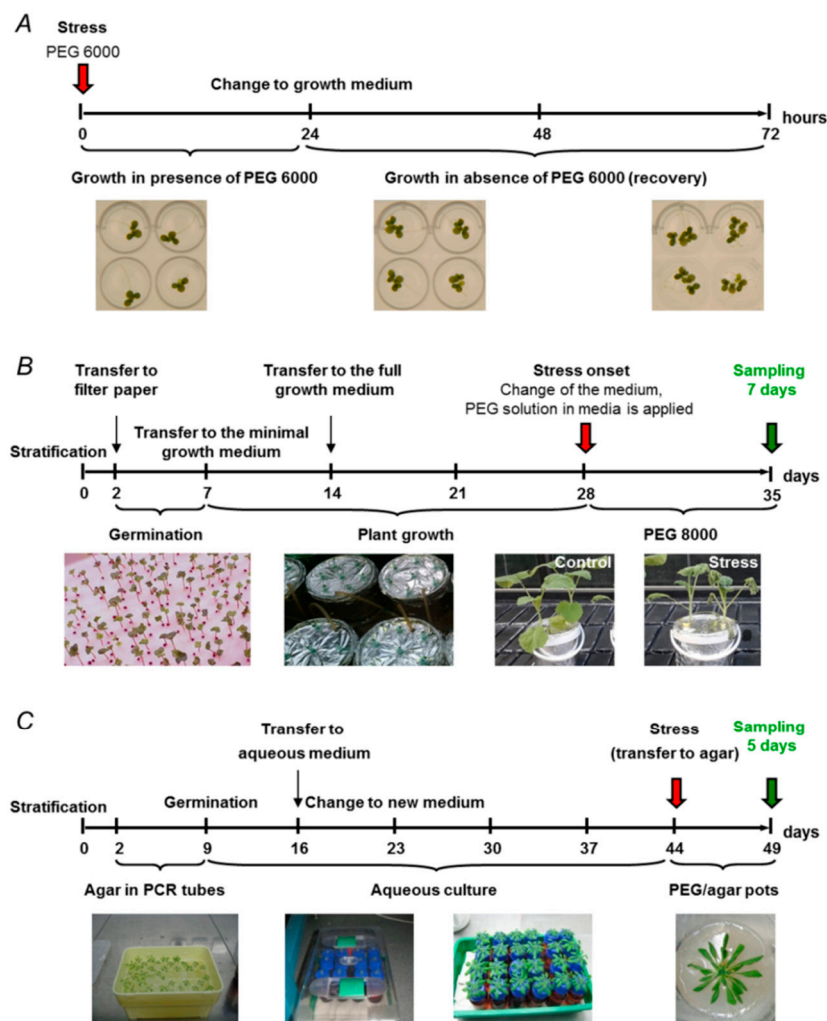 A
Stress
PEG 6000
Change to growth medium
0 24 48 72 hours
Growth in presence of PEG 6000 Growth in absence of PEG 6000 (recovery)
B
Transfer to filter paper
Transfer to the full growth medium
Stress onset
Change of the medium,
PEG solution in media is applied
Sampling
7 days
Stratification
Transfer to the minimal
growth medium
0 2 7 14 21 28 35 days
Germination Plant growth PEG 8000
Control Stress
C
Transfer to
aqueous medium
Stress
(transfer to agar)
Sampling
5 days
Stratification
Germination Change to new medium
0 2 9 16 23 30 37 44 49 days
Agar in PCR tubes Aqueous culture PEG/agar pots